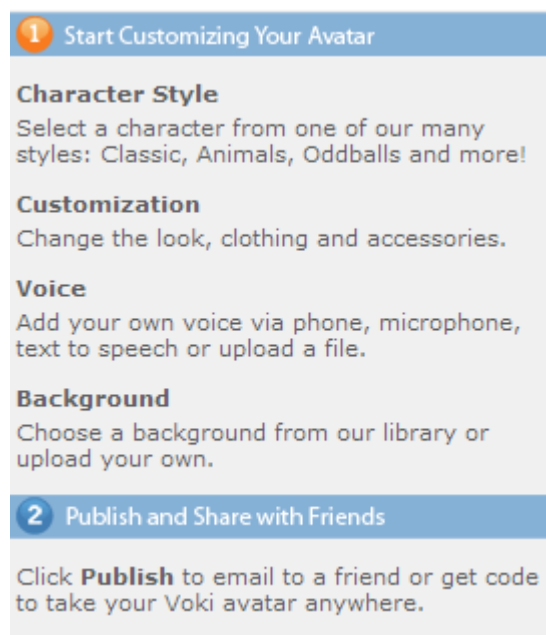 1 Start Customizing Your Avatar
Character Style
Select a character from one of our many
styles: Classic, Animals, Oddballs and more!
Customization
Change the look, clothing and accessories.
Voice
Add your own voice via phone, microphone,
text to speech or upload a file.
Background
Choose a background from our library or
upload your own.
2 Publish and Share with Friends
Click Publish to email to a friend or get code
to take your Voki avatar anywhere.